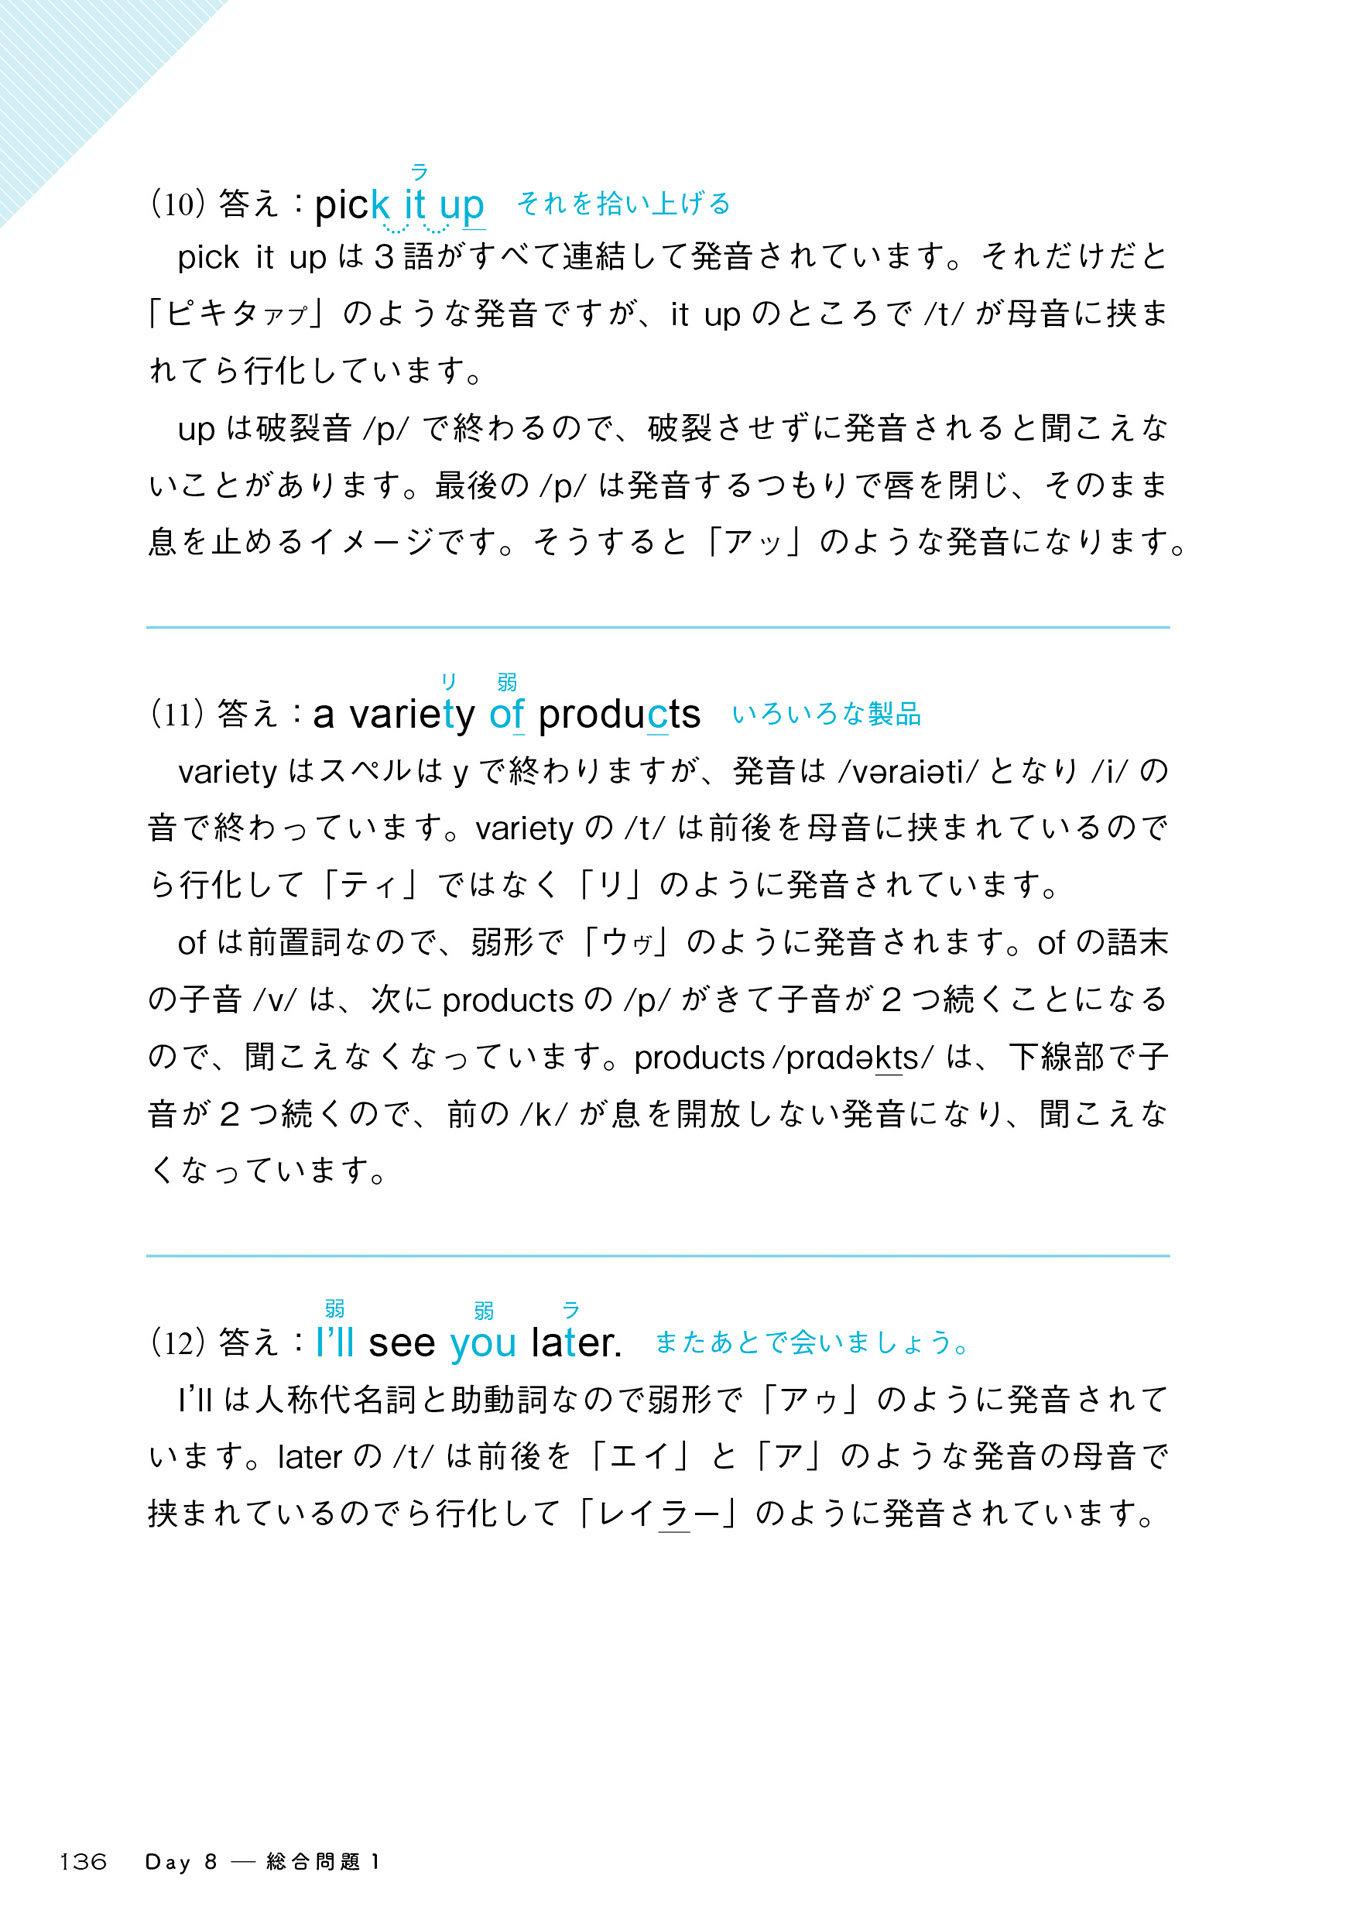 ラ
(10) 答え：pick it up それを拾い上げる
pick it up は 3 語がすべて連結して発音されています。それだけだと
「ピキタァプ」のような発音ですが、it up のところで /t/ が母音に挟ま
れてら行化しています。
up は破裂音 /p/ で終わるので、破裂させずに発音されると聞こえな
いことがあります。最後の /p/ は発音するつもりで唇を閉じ、そのまま
息を止めるイメージです。そうすると「アッ」のような発音になります。
リ 弱
(11) 答え：a variety of products いろいろな製品
variety はスペルは y で終わりますが、発音は /vəraiəti/ となり /i/ の
音で終わっています。variety の /t/ は前後を母音に挟まれているので
ら行化して「ティ」ではなく「リ」のように発音されています。
of は前置詞なので、弱形で「ウヴ」のように発音されます。of の語末
の子音 /v/ は、次に products の /p/ がきて子音が 2 つ続くことになる
ので、聞こえなくなっています。products /prɑdəkts/ は、下線部で子
音が 2 つ続くので、前の /k/ が息を開放しない発音になり、聞こえな
くなっています。
弱 弱 ラ
(12) 答え：I'll see you later. またあとで会いましょう。
I'll は人称代名詞と助動詞なので弱形で「アゥ」のように発音されて
います。later の /t/ は前後を「エイ」と「ア」のような発音の母音で
挟まれているのでら行化して「レイラー」のように発音されています。
136 Day 8 — 総合問題 1